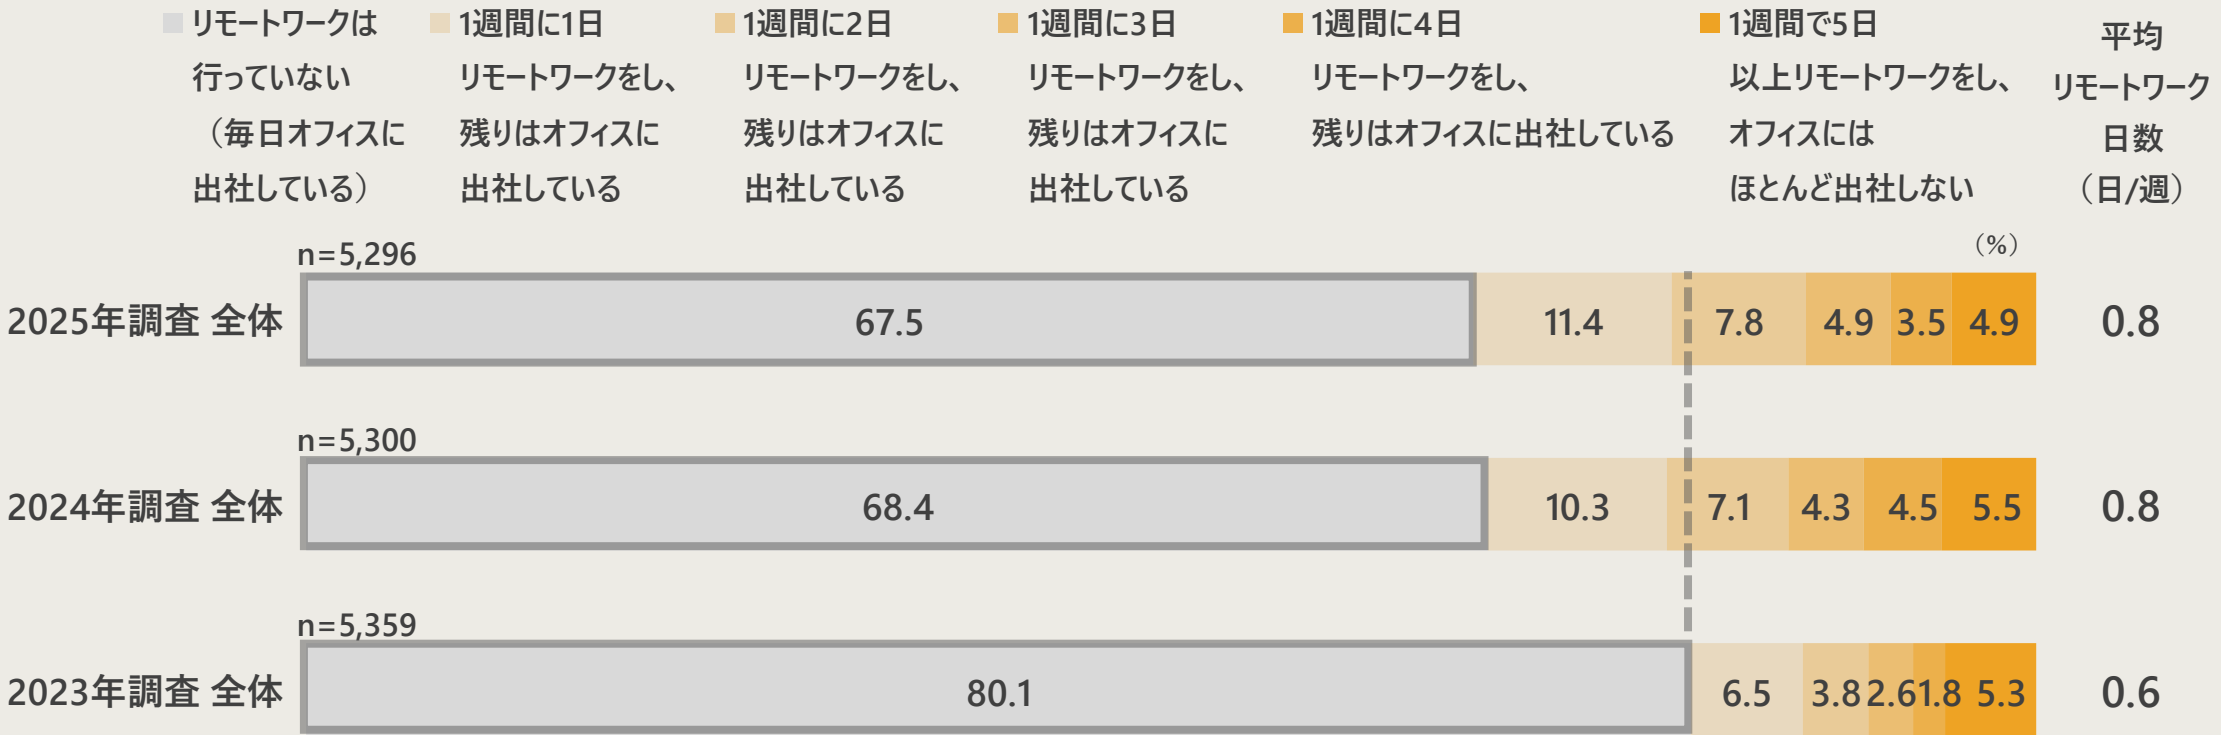 リモートワークは
行っていない
（毎日オフィスに
出社している）
1週間に1日
リモートワークをし、
残りはオフィスに
出社している
1週間に2日
リモートワークをし、
残りはオフィスに
出社している
1週間に3日
リモートワークをし、
残りはオフィスに
出社している
1週間に4日
リモートワークをし、
残りはオフィスに出社している
1週間で5日
以上リモートワークをし、
オフィスには
ほとんど出社しない
平均
リモートワーク
日数
（日/週）
（%）
n=5,296
2025年調査 全体 67.5 11.4 7.8 4.9 3.5 4.9 0.8
n=5,300
2024年調査 全体 68.4 10.3 7.1 4.3 4.5 5.5 0.8
n=5,359
2023年調査 全体 80.1 6.5 3.8 2.6 1.8 5.3 0.6